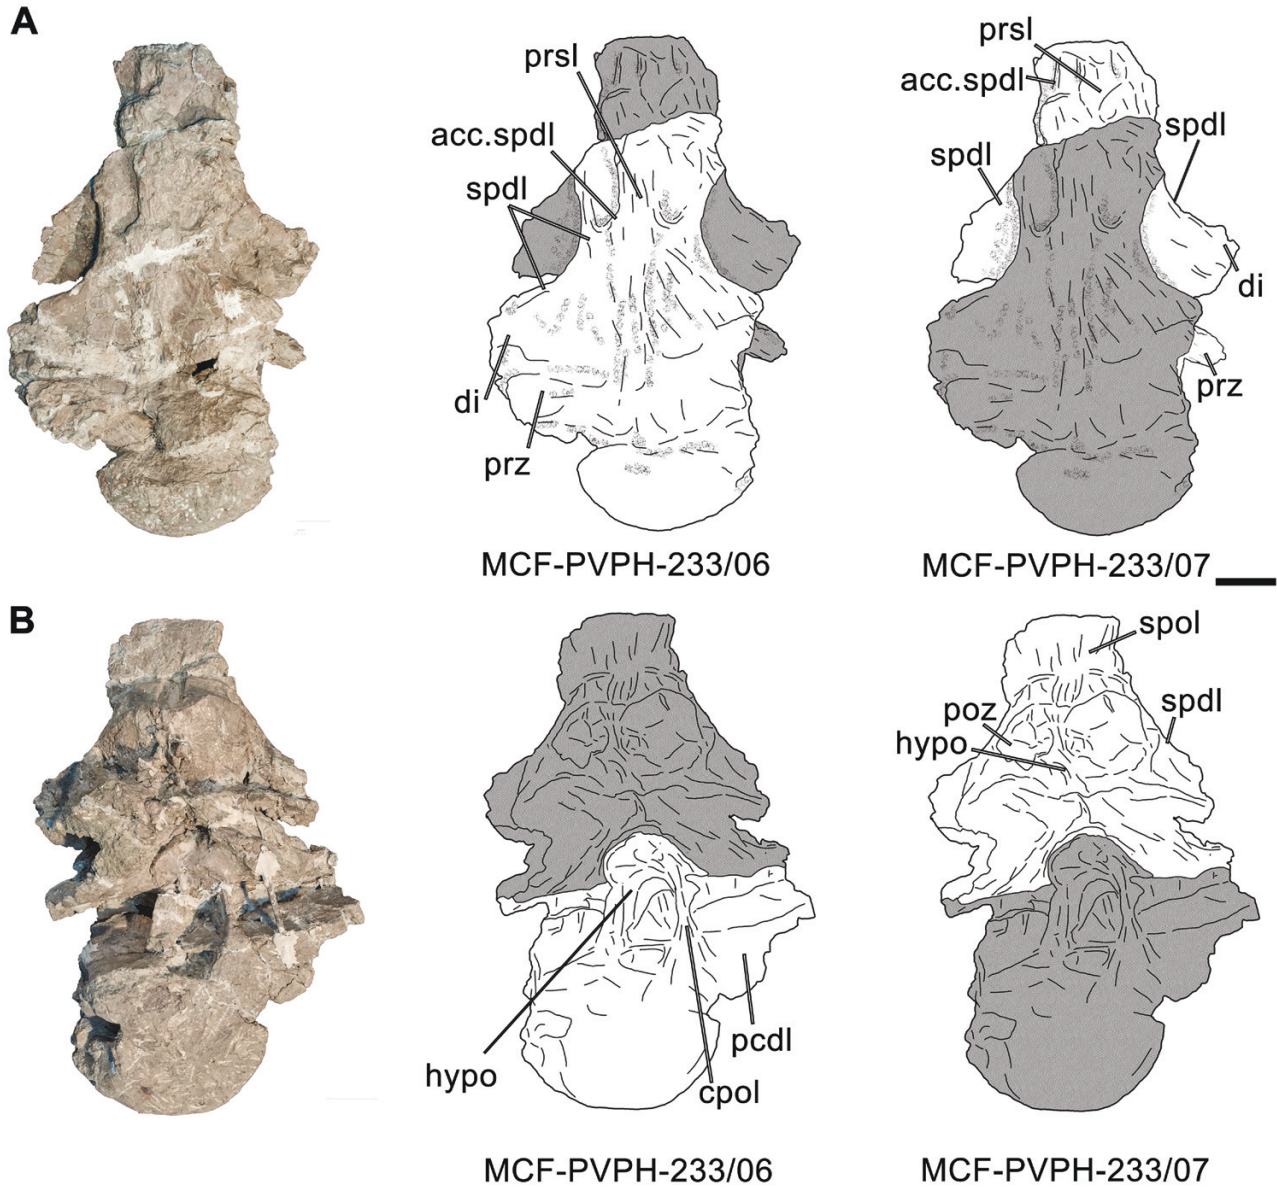 A
prsl
acc.spdl
spdl
di
prz
MCF-PVPH-233/06
prsl
acc.spdl
spdl
spdl
di
prz
MCF-PVPH-233/07
B
hypo
pcdl
cpol
MCF-PVPH-233/06
spol
spdl
poz
hypo
MCF-PVPH-233/07